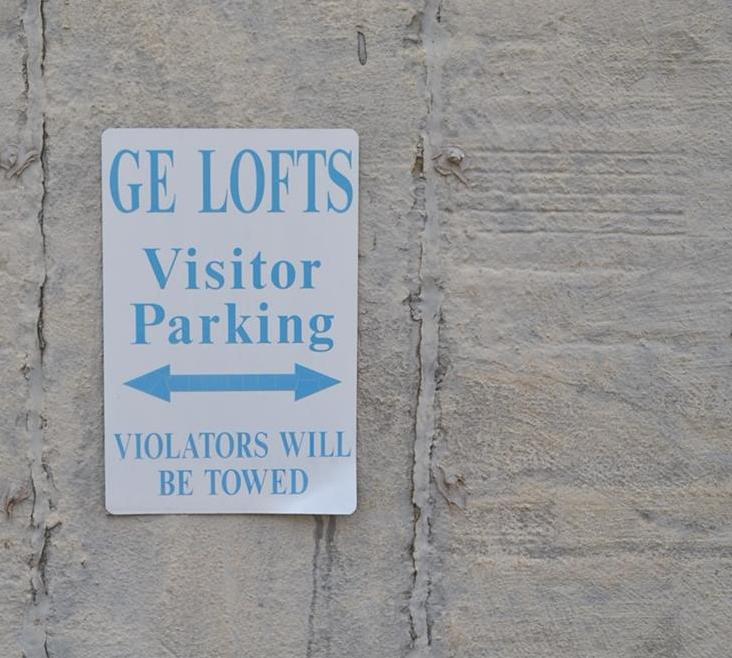 GE LOFTS
Visitor
Parking
VIOLATORS WILL
BE TOWED